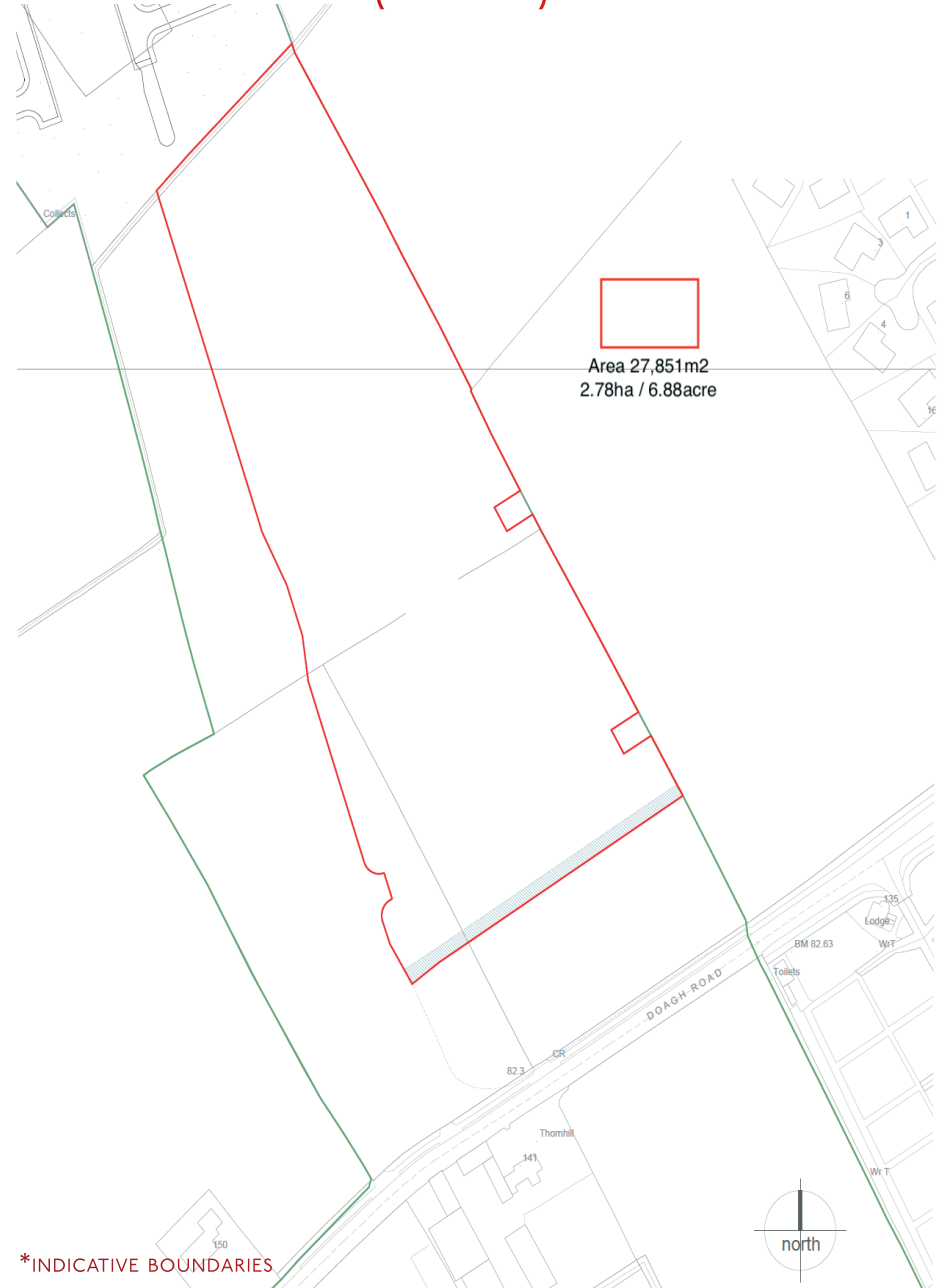 Collects
1
3
6
4
16
Area 27,851m2
2.78ha / 6.88acre
135
Lodge
BM 82.63
WrT
Toilets
DOAGH ROAD
CR
82.3
Thornhill
141
Wr T
150
north
*INDICATIVE BOUNDARIES